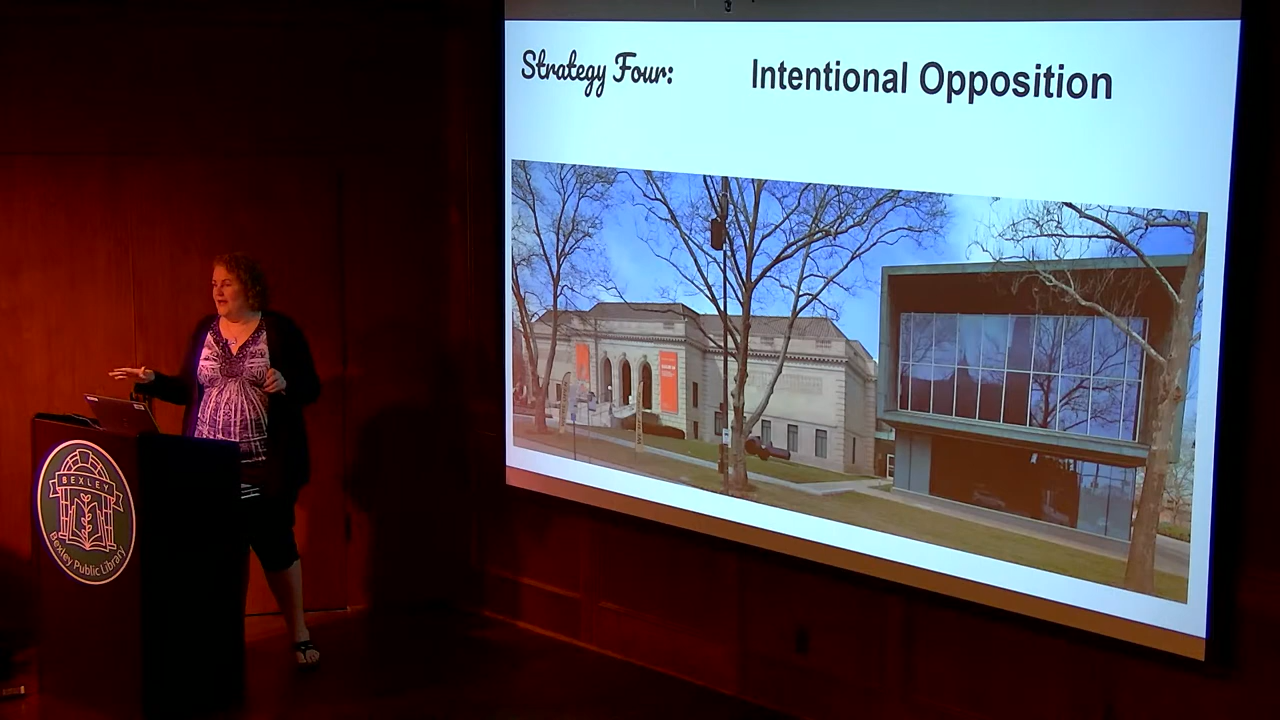 Strategy Four:
Intentional Opposition
BEXLEY
Bexley Public Library